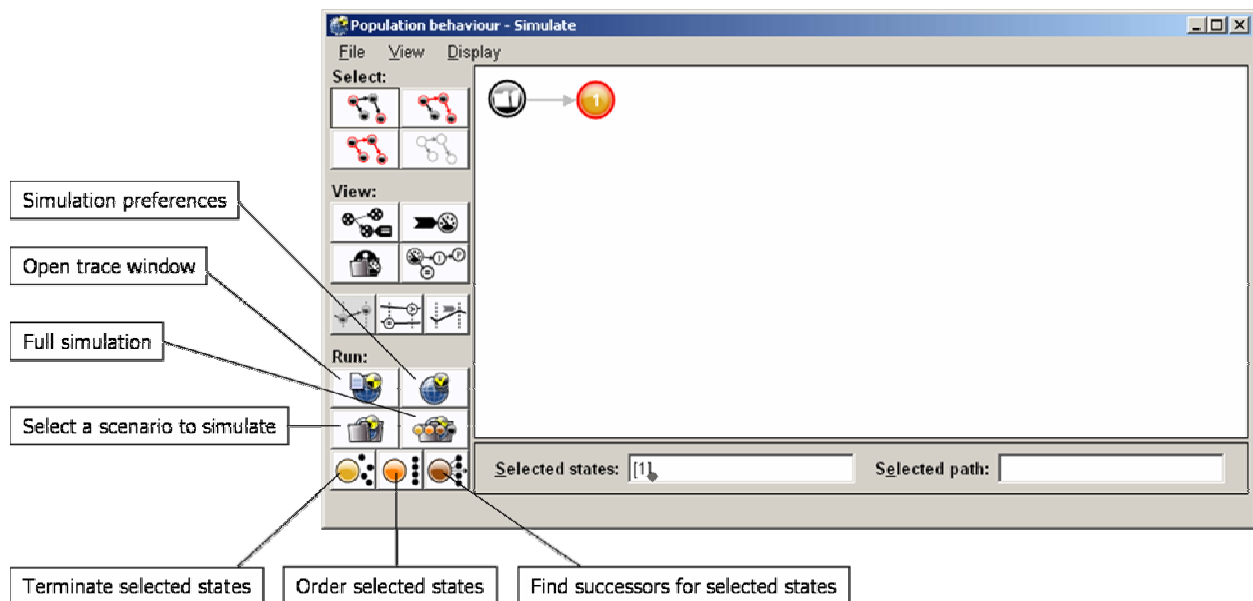 Population behaviour - Simulate
File View Display
Select:
1
View:
Simulation preferences
Open trace window
Full simulation
Run:
Select a scenario to simulate
Selected states: [1] Selected path:
Terminate selected states
Order selected states
Find successors for selected states